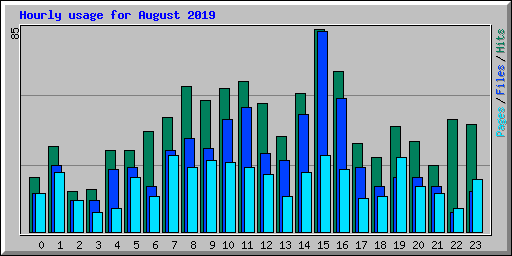 Hourly usage for August 2019
85
Pages/Files/Hits
0 1 2 3 4 5 6 7 8 9 10 11 12 13 14 15 16 17 18 19 20 21 22 23